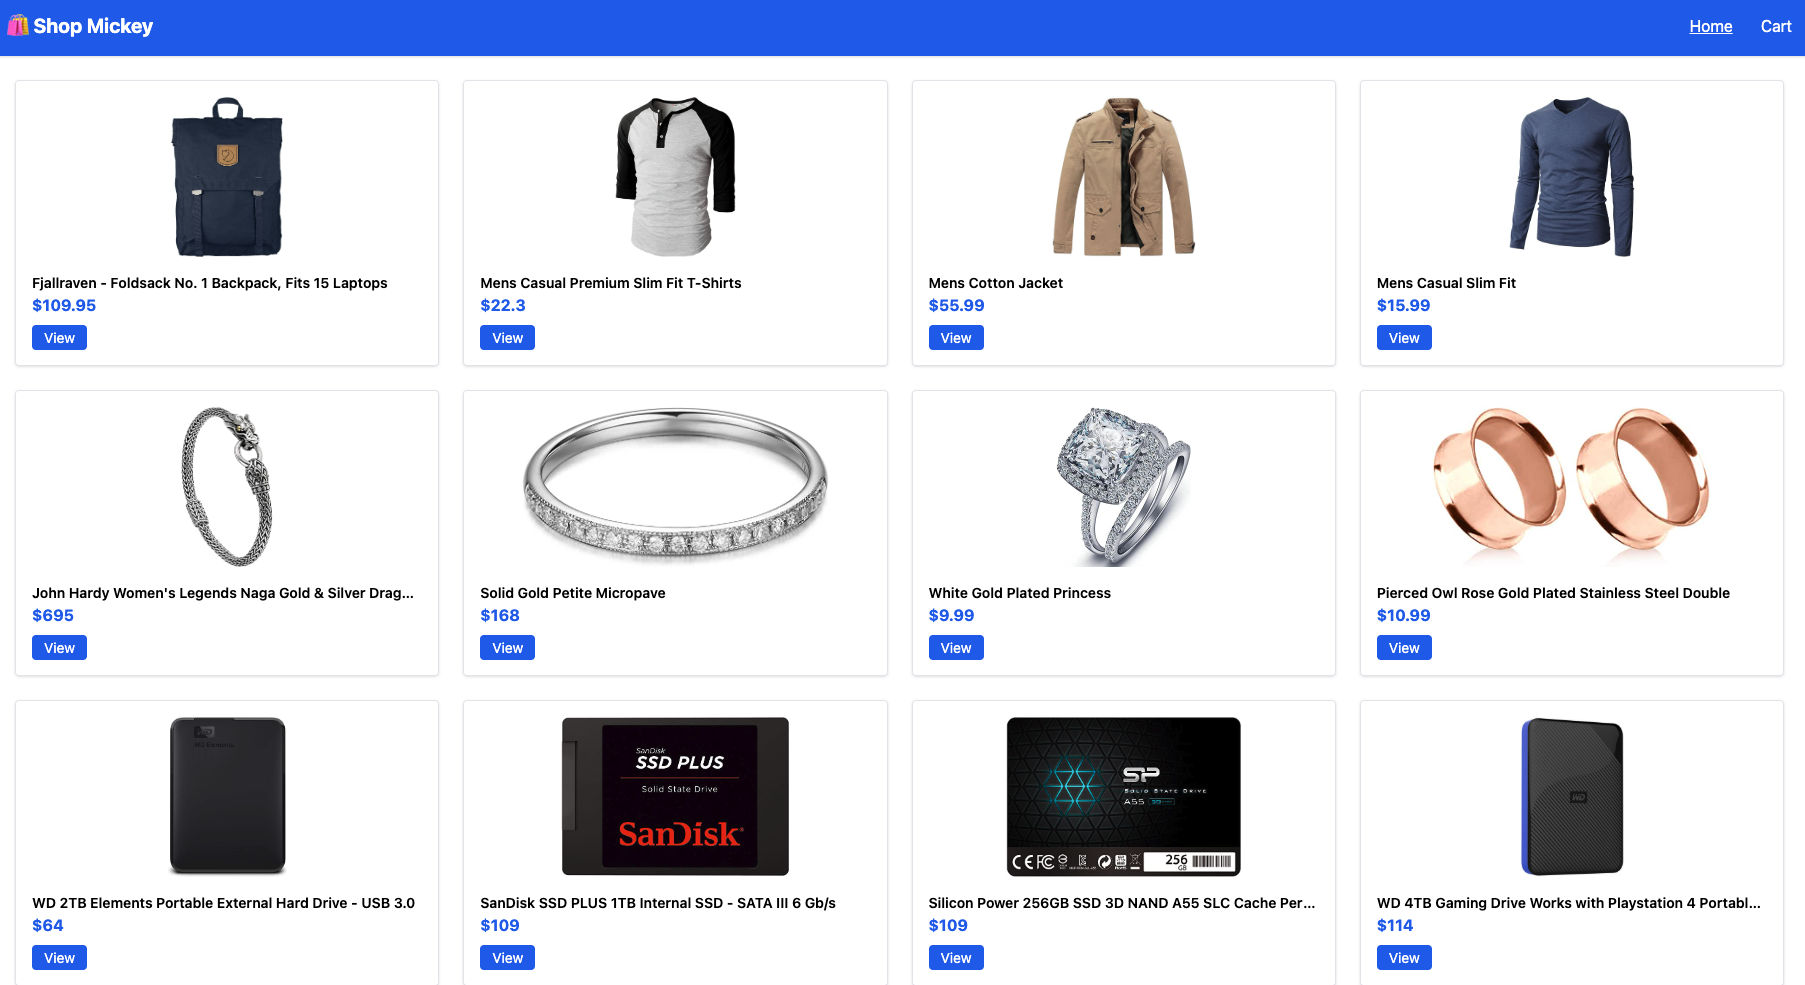 Shop Mickey
Home
Cart
Fjallraven - Foldsack No. 1 Backpack, Fits 15 Laptops
$109.95
View
Mens Casual Premium Slim Fit T-Shirts
$22.3
View
Mens Cotton Jacket
$55.99
View
Mens Casual Slim Fit
$15.99
View
John Hardy Women's Legends Naga Gold & Silver Drag...
$695
View
Solid Gold Petite Micropave
$168
View
White Gold Plated Princess
$9.99
View
Pierced Owl Rose Gold Plated Stainless Steel Double
$10.99
View
WD
WD Elements
WD 2TB Elements Portable External Hard Drive - USB 3.0
$64
View
SanDisk
SSD PLUS
Solid State Drive
SanDisk
SanDisk SSD PLUS 1TB Internal SSD - SATA III 6 Gb/s
$109
View
SP
SOLID STATE DRIVE
A55
256
GB
Silicon Power 256GB SSD 3D NAND A55 SLC Cache Per...
$109
View
WD
WD 4TB Gaming Drive Works with Playstation 4 Portabl...
$114
View